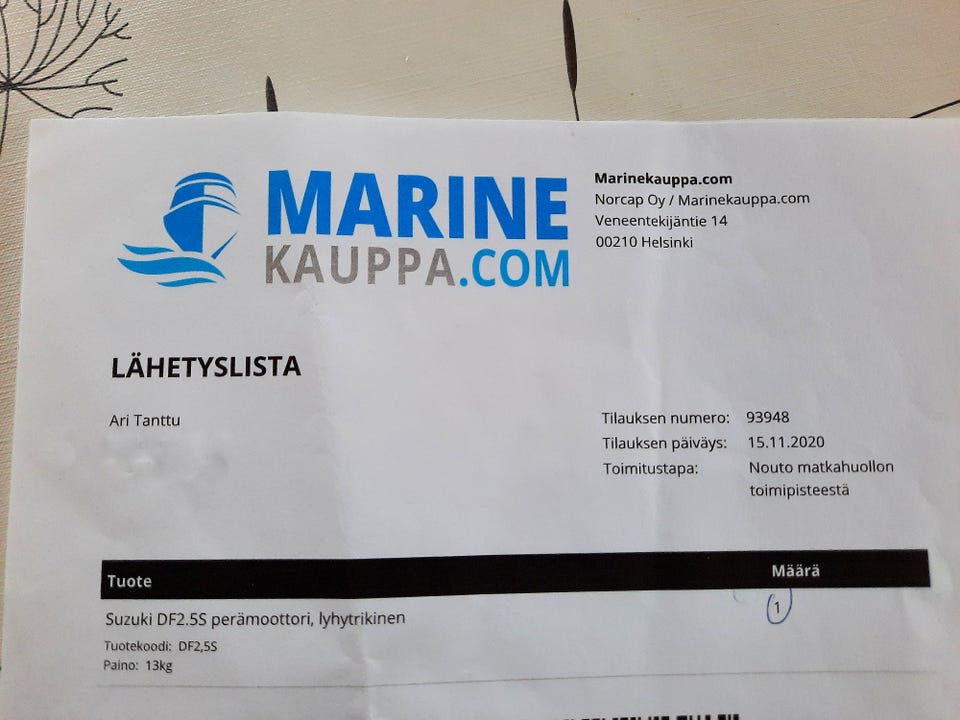 MARINE
KAUPPA.COM
Marinekauppa.com
Norcap Oy / Marinekauppa.com
Veneentekijäntie 14
00210 Helsinki
LÄHETYSLISTA
Ari Tanttu
Tilauksen numero: 93948
Tilauksen päiväys: 15.11.2020
Toimitustapa: Nouto matkahuollon
toimipisteestä
Tuote Määrä
Suzuki DF2.5S perämoottori, lyhytrikinen 1
Tuotekoodi: DF2,5S
Paino: 13kg